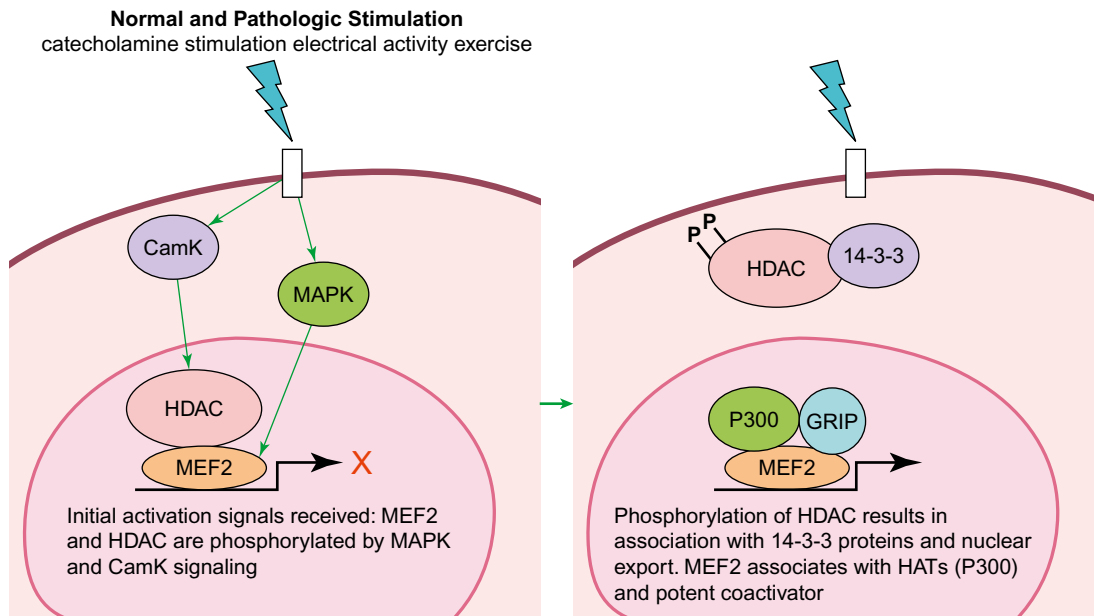 Normal and Pathologic Stimulation
catecholamine stimulation electrical activity exercise
CamK
MAPK
HDAC
MEF2
X
Initial activation signals received: MEF2
and HDAC are phosphorylated by MAPK
and CamK signaling
P
P
HDAC
14-3-3
P300
GRIP
MEF2
Phosphorylation of HDAC results in
association with 14-3-3 proteins and nuclear
export. MEF2 associates with HATs (P300)
and potent coactivator